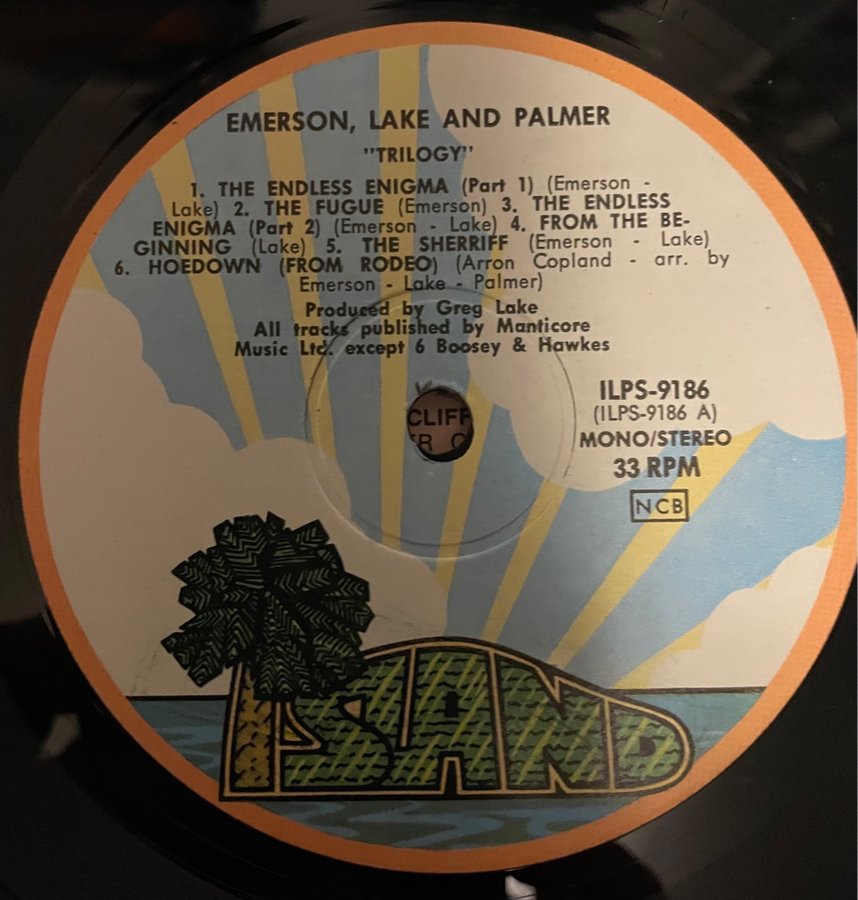 EMERSON, LAKE AND PALMER
"TRILOGY"
1. THE ENDLESS ENIGMA (Part 1) (Emerson -
Lake) 2. THE FUGUE (Emerson) 3. THE ENDLESS
ENIGMA (Part 2) (Emerson - Lake) 4. FROM THE BE-
GINNING (Lake) 5. THE SHERRIFF (Emerson - Lake)
6. HOEDOWN (FROM RODEO) (Arron Copland - arr. by
Emerson - Lake - Palmer)
Produced by Greg Lake
All tracks published by Manticore
Music Ltd. except 6 Boosey & Hawkes
ILPS-9186
(ILPS-9186 A)
MONO/STEREO
33 RPM
NCB
CLIFF
ISLAND